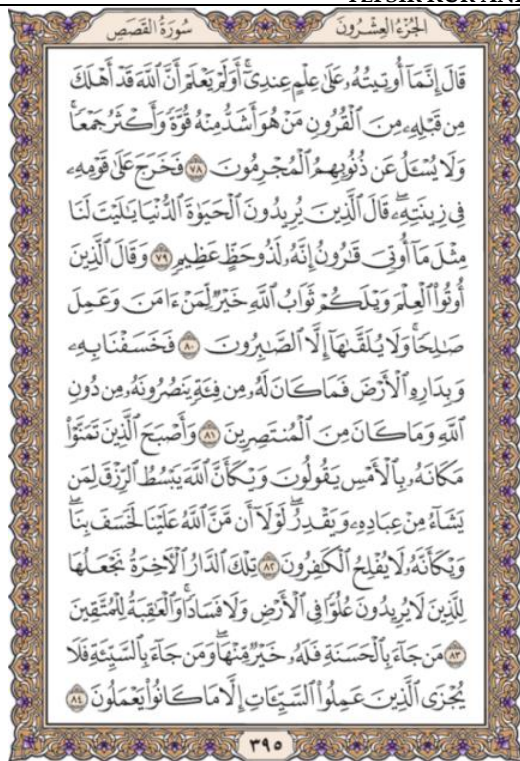 سُورَةُ القَصَصِ الجُزْءُ العِشْرُونَ
قَالَ إِنَّمَآ أُوتِيتُهُۥ عَلَىٰ عِلْمٍ عِندِىٓۚ أَوَلَمْ يَعْلَمْ أَنَّ ٱللَّهَ قَدْ أَهْلَكَ
مِن قَبْلِهِۦ مِنَ ٱلْقُرُونِ مَنْ هُوَ أَشَدُّ مِنْهُ قُوَّةً وَأَكْثَرُ جَمْعًاۚ
وَلَا يُسْـَٔلُ عَن ذُنُوبِهِمُ ٱلْمُجْرِمُونَ ٧٨ فَخَرَجَ عَلَىٰ قَوْمِهِۦ
فِى زِينَتِهِۦۖ قَالَ ٱلَّذِينَ يُرِيدُونَ ٱلْحَيَوٰةَ ٱلدُّنْيَا يَٰلَيْتَ لَنَا
مِثْلَ مَآ أُوتِىَ قَٰرُونُ إِنَّهُۥ لَذُو حَظٍّ عَظِيمٍ ٧٩ وَقَالَ ٱلَّذِينَ
أُوتُوا۟ ٱلْعِلْمَ وَيْلَكُمْ ثَوَابُ ٱللَّهِ خَيْرٌ لِّمَنْ ءَامَنَ وَعَمِلَ
صَٰلِحًاۚ وَلَا يُلَقَّىٰهَآ إِلَّا ٱلصَّٰبِرُونَ ٨٠ فَخَسَفْنَا بِهِۦ
وَبِدَارِهِ ٱلْأَرْضَ فَمَا كَانَ لَهُۥ مِن فِئَةٍ يَنصُرُونَهُۥ مِن دُونِ
ٱللَّهِ وَمَا كَانَ مِنَ ٱلْمُنتَصِرِينَ ٨١ وَأَصْبَحَ ٱلَّذِينَ تَمَنَّوْا۟
مَكَانَهُۥ بِٱلْأَمْسِ يَقُولُونَ وَيْكَأَنَّ ٱللَّهَ يَبْسُطُ ٱلرِّزْقَ لِمَن
يَشَآءُ مِنْ عِبَادِهِۦ وَيَقْدِرُۖ لَوْلَآ أَن مَّنَّ ٱللَّهُ عَلَيْنَا لَخَسَفَ بِنَاۖ
وَيْكَأَنَّهُۥ لَا يُفْلِحُ ٱلْكَٰفِرُونَ ٨٢ تِلْكَ ٱلدَّارُ ٱلْءَاخِرَةُ نَجْعَلُهَا
لِلَّذِينَ لَا يُرِيدُونَ عُلُوًّا فِى ٱلْأَرْضِ وَلَا فَسَادًاۚ وَٱلْعَٰقِبَةُ لِلْمُتَّقِينَ
٨٣ مَن جَآءَ بِٱلْحَسَنَةِ فَلَهُۥ خَيْرٌ مِّنْهَاۖ وَمَن جَآءَ بِٱلسَّيِّئَةِ فَلَا
يُجْزَى ٱلَّذِينَ عَمِلُوا۟ ٱلسَّيِّـَٔاتِ إِلَّا مَا كَانُوا۟ يَعْمَلُونَ ٨٤
٣٩٥